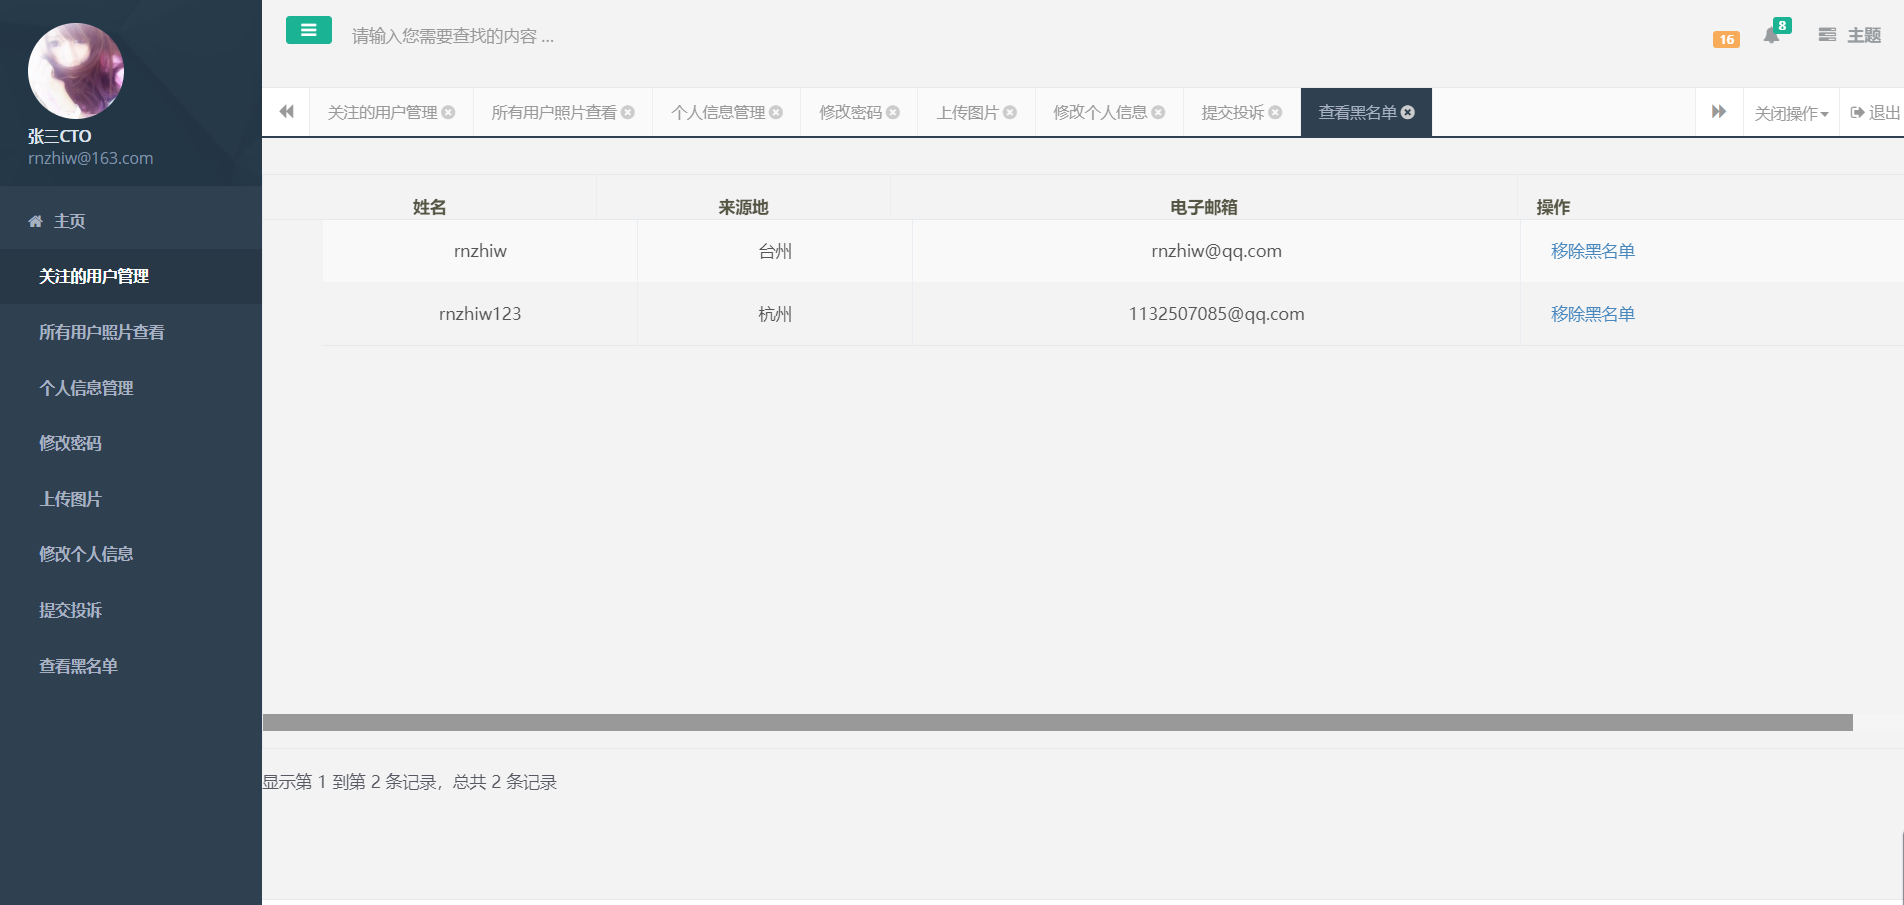 张三CTO
rnzhiw@163.com
主页
关注的用户管理
所有用户照片查看
个人信息管理
修改密码
上传图片
修改个人信息
提交投诉
查看黑名单
请输入您需要查找的内容 ...
16
8
主题
关注的用户管理 所有用户照片查看 个人信息管理 修改密码 上传图片 修改个人信息 提交投诉 查看黑名单 关闭操作 退出
姓名 来源地 电子邮箱 操作
rnzhiw 台州 rnzhiw@qq.com 移除黑名单
rnzhiw123 杭州 1132507085@qq.com 移除黑名单
显示第 1 到第 2 条记录，总共 2 条记录